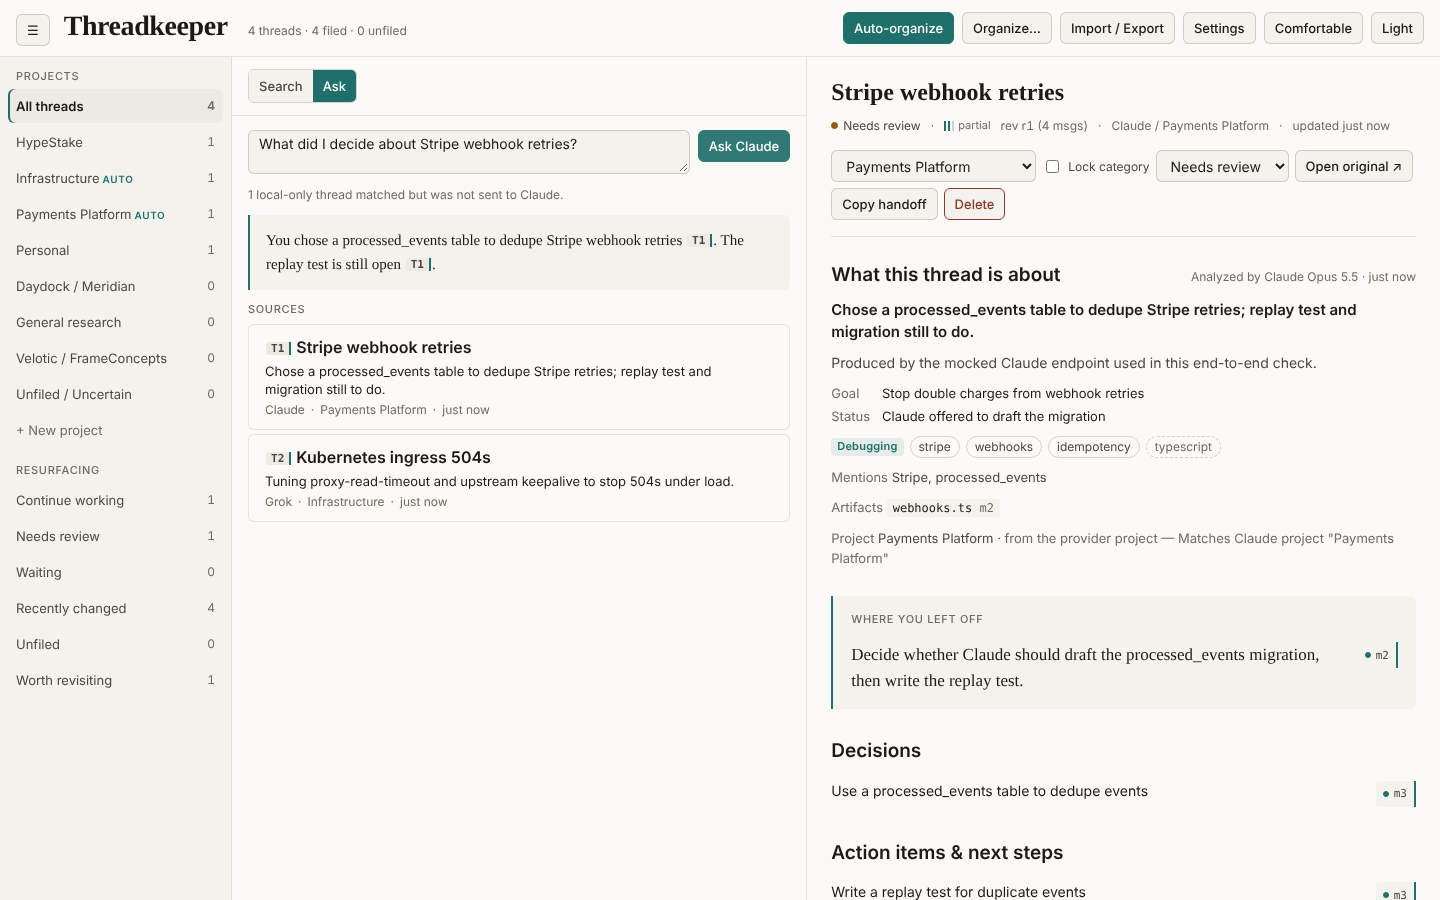 ☰
Threadkeeper
4 threads · 4 filed · 0 unfiled
Auto-organize
Organize...
Import / Export
Settings
Comfortable
Light
PROJECTS
All threads 4
HypeStake 1
Infrastructure AUTO 1
Payments Platform AUTO 1
Personal 1
Daydock / Meridian 0
General research 0
Velotic / FrameConcepts 0
Unfiled / Uncertain 0
+ New project
RESURFACING
Continue working 1
Needs review 1
Waiting 0
Recently changed 4
Unfiled 0
Worth revisiting 1
Search
Ask
What did I decide about Stripe webhook retries?
Ask Claude
1 local-only thread matched but was not sent to Claude.
You chose a processed_events table to dedupe Stripe webhook retries T1. The
replay test is still open T1.
SOURCES
T1 Stripe webhook retries
Chose a processed_events table to dedupe Stripe retries; replay test and
migration still to do.
Claude · Payments Platform · just now
T2 Kubernetes ingress 504s
Tuning proxy-read-timeout and upstream keepalive to stop 504s under load.
Grok · Infrastructure · just now
Stripe webhook retries
Needs review · partial rev r1 (4 msgs) · Claude / Payments Platform · updated just now
Payments Platform
Lock category
Needs review
Open original ↗
Copy handoff
Delete
What this thread is about
Analyzed by Claude Opus 5.5 · just now
Chose a processed_events table to dedupe Stripe retries; replay test and
migration still to do.
Produced by the mocked Claude endpoint used in this end-to-end check.
Goal Stop double charges from webhook retries
Status Claude offered to draft the migration
Debugging stripe webhooks idempotency typescript
Mentions Stripe, processed_events
Artifacts webhooks.ts m2
Project Payments Platform · from the provider project — Matches Claude project "Payments
Platform"
WHERE YOU LEFT OFF
Decide whether Claude should draft the processed_events migration,
then write the replay test.
m2
Decisions
Use a processed_events table to dedupe events
m3
Action items & next steps
Write a replay test for duplicate events
m3